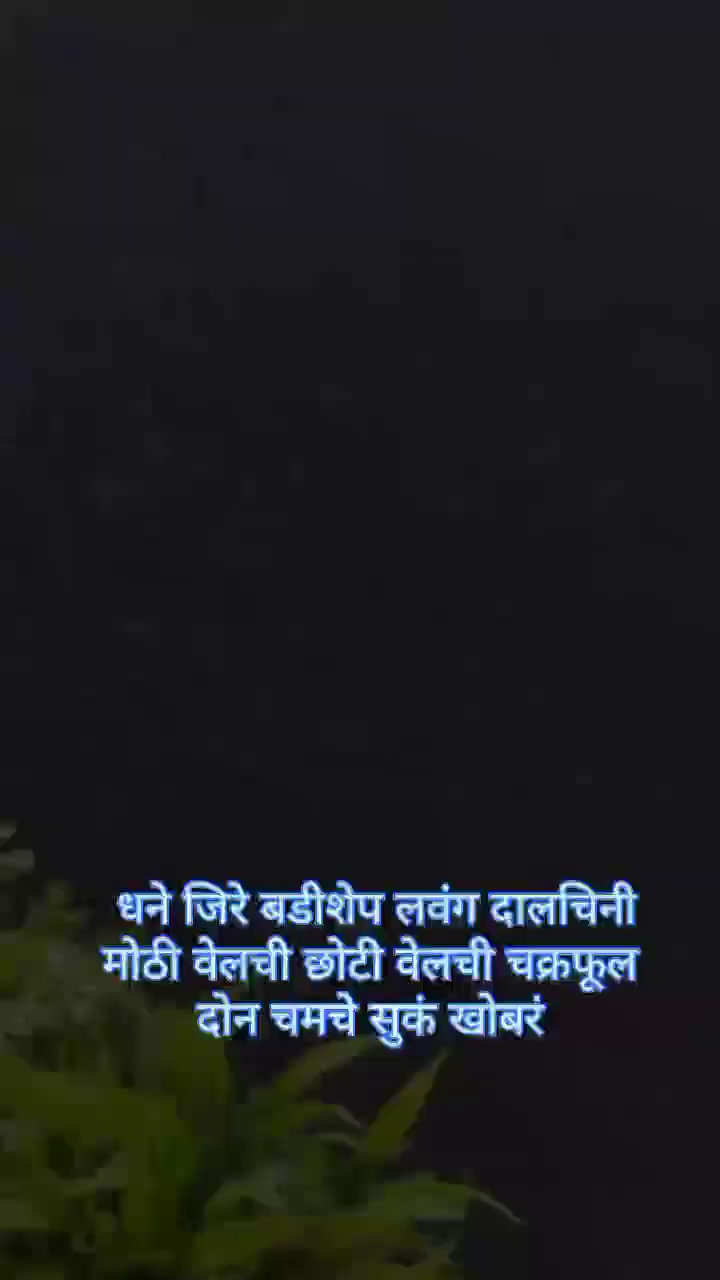 धने जिरे बडीशेप लवंग दालचिनी
मोठी वेलची छोटी वेलची चक्रफूल
दोन चमचे सुकं खोबरं